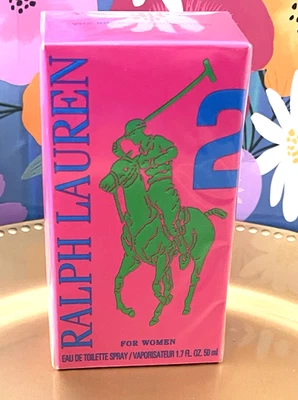 RALPH LAUREN
2
FOR WOMEN
EAU DE TOILETTE SPRAY / VAPORISATEUR 1.7 FL. OZ. 50 ml